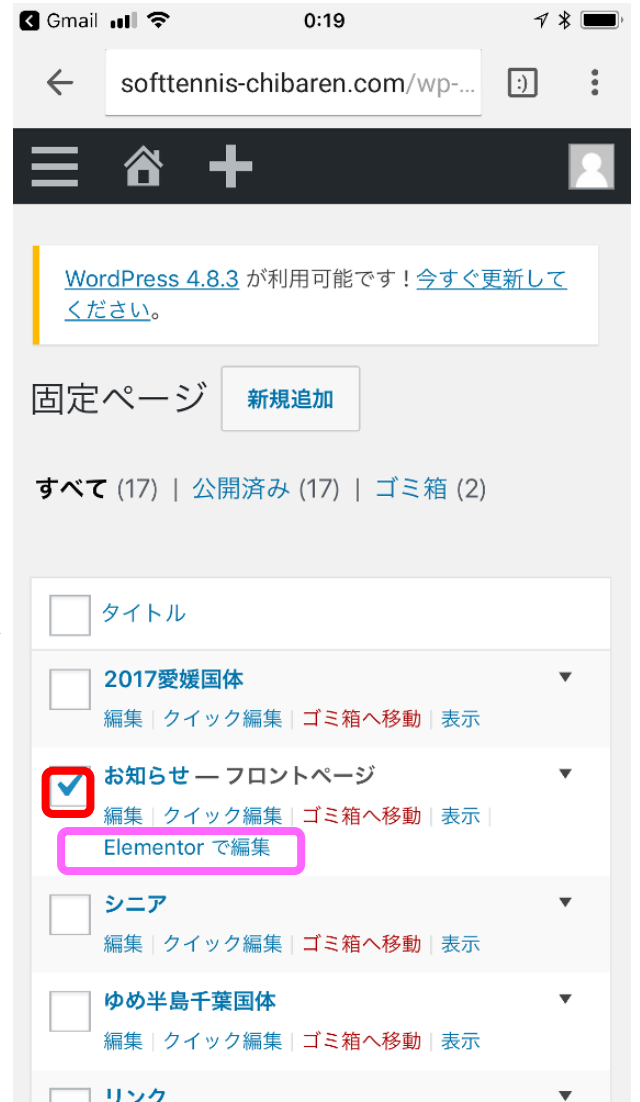 Gmail 0:19
softtennis-chibaren.com/wp-...
WordPress 4.8.3 が利用可能です！今すぐ更新して
ください。
固定ページ 新規追加
すべて (17) | 公開済み (17) | ゴミ箱 (2)
タイトル
2017愛媛国体
編集 | クイック編集 | ゴミ箱へ移動 | 表示
お知らせ — フロントページ
編集 | クイック編集 | ゴミ箱へ移動 | 表示 |
Elementor で編集
シニア
編集 | クイック編集 | ゴミ箱へ移動 | 表示
ゆめ半島千葉国体
編集 | クイック編集 | ゴミ箱へ移動 | 表示
リンク